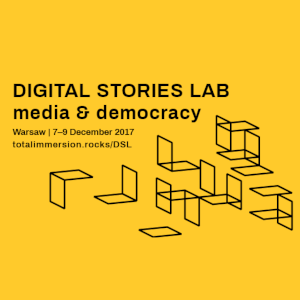 DIGITAL STORIES LAB
media & democracy
Warsaw | 7–9 December 2017
totalimmersion.rocks/DSL